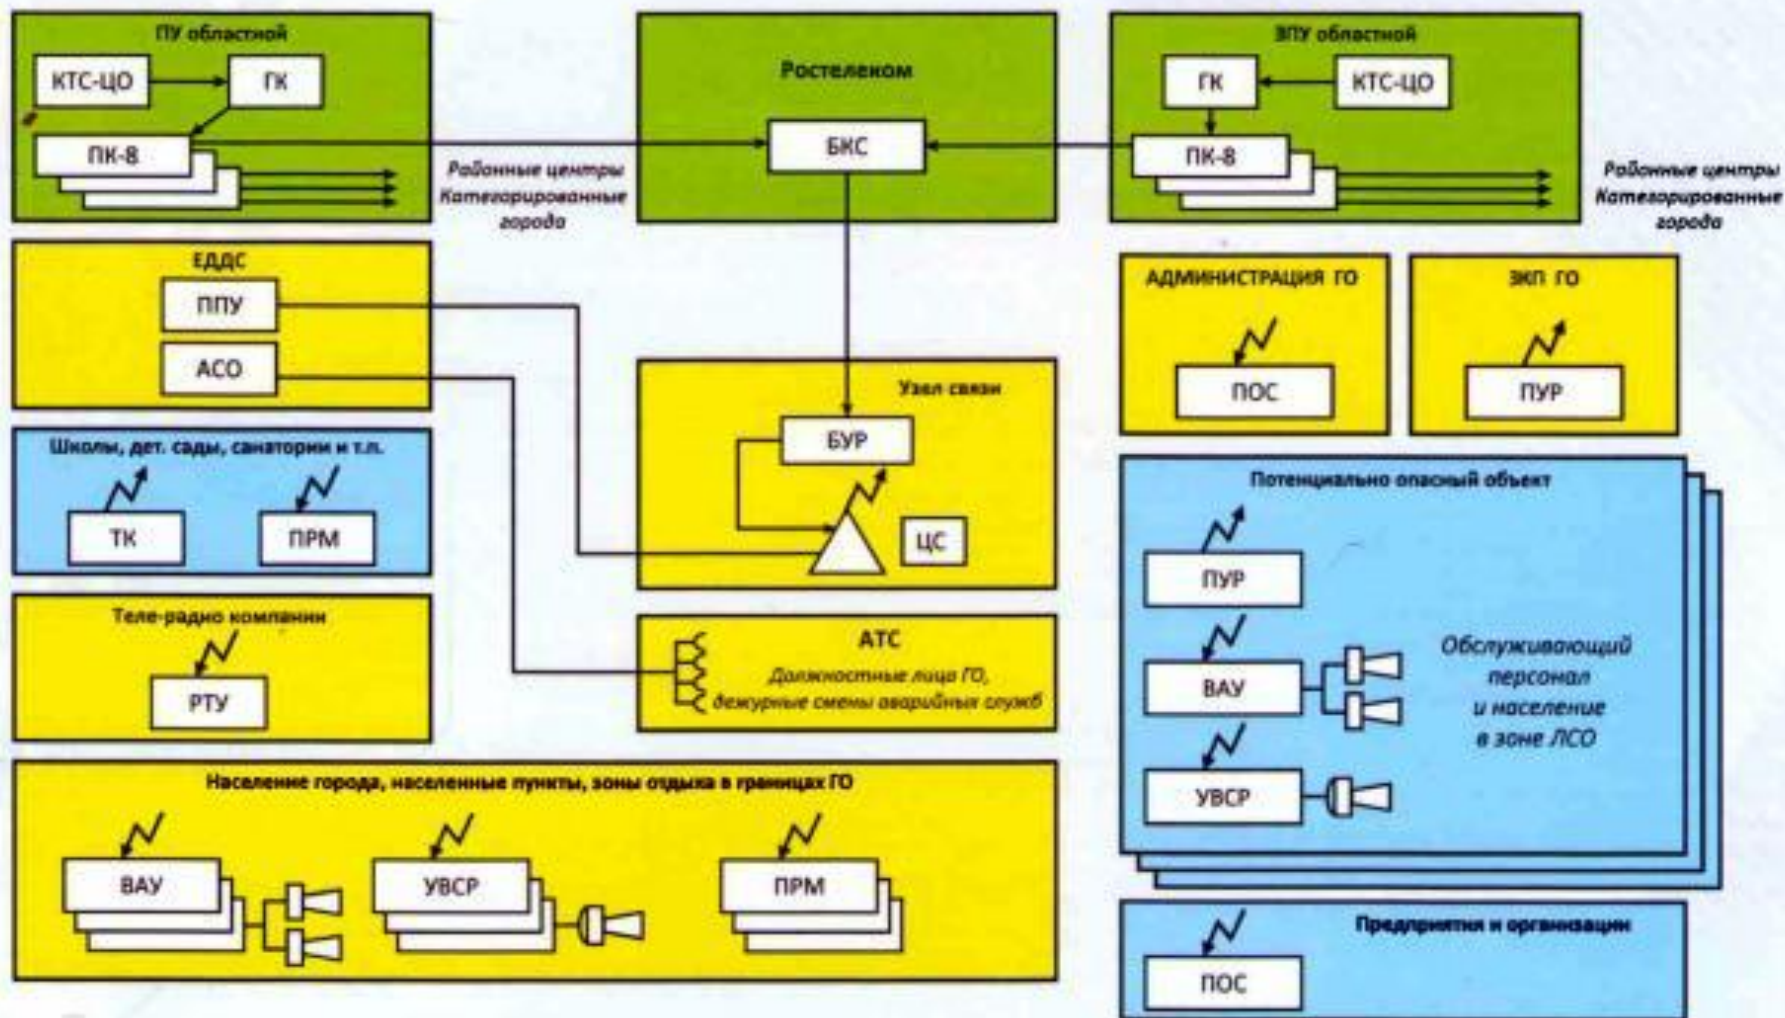 ПУ областной
КТС-ЦО
ГК
ПК-8
Районные центры
Категорированные
города
Ростелеком
БКС
ЗПУ областной
ГК
КТС-ЦО
ПК-8
Районные центры
Категорированные
города
ЕДДС
ППУ
АСО
Узел связи
БУР
ЦС
АДМИНИСТРАЦИЯ ГО
ПОС
ЗКП ГО
ПУР
Школы, дет. сады, санатории и т.п.
ТК
ПРМ
Теле-радио компании
РТУ
АТС
Должностные лица ГО,
дежурные смены аварийных служб
Потенциально опасный объект
ПУР
ВАУ
УВСР
Обслуживающий
персонал
и население
в зоне ЛСО
Население города, населенные пункты, зоны отдыха в границах ГО
ВАУ
УВСР
ПРМ
Предприятия и организации
ПОС